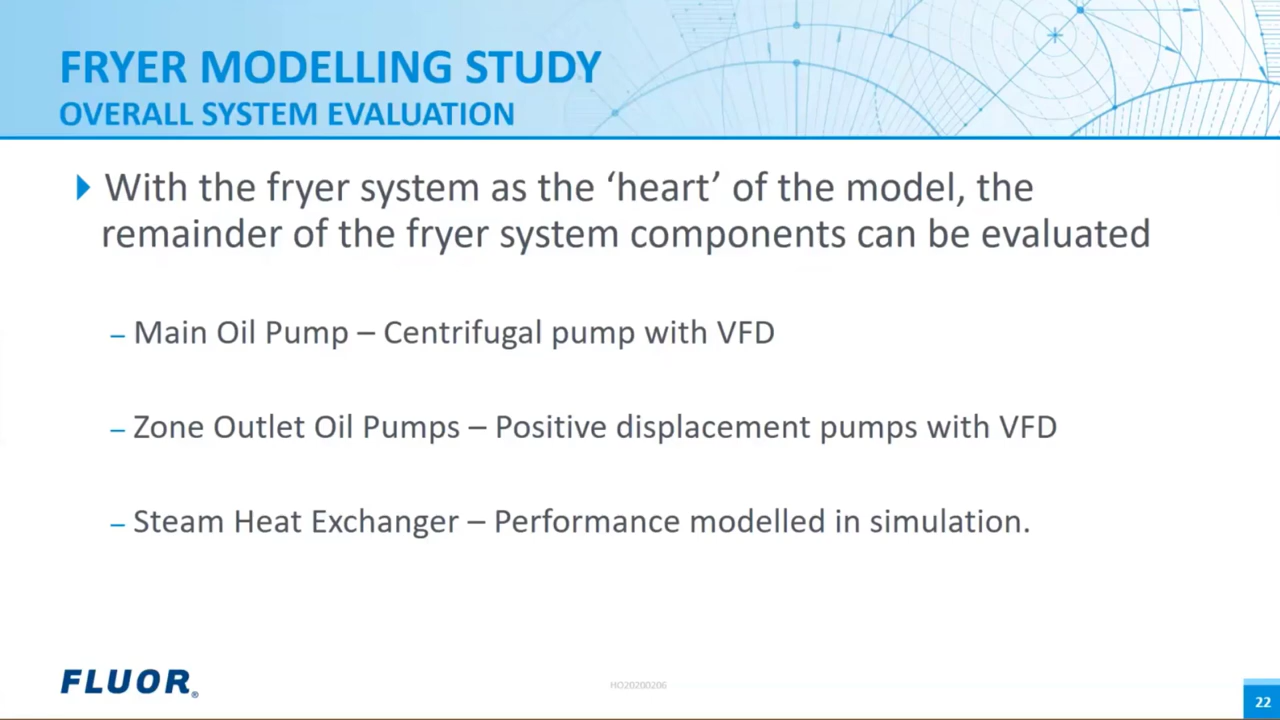 FRYER MODELLING STUDY
OVERALL SYSTEM EVALUATION
With the fryer system as the ‘heart’ of the model, the
remainder of the fryer system components can be evaluated
– Main Oil Pump – Centrifugal pump with VFD
– Zone Outlet Oil Pumps – Positive displacement pumps with VFD
– Steam Heat Exchanger – Performance modelled in simulation.
FLUOR®
HO20200206
22